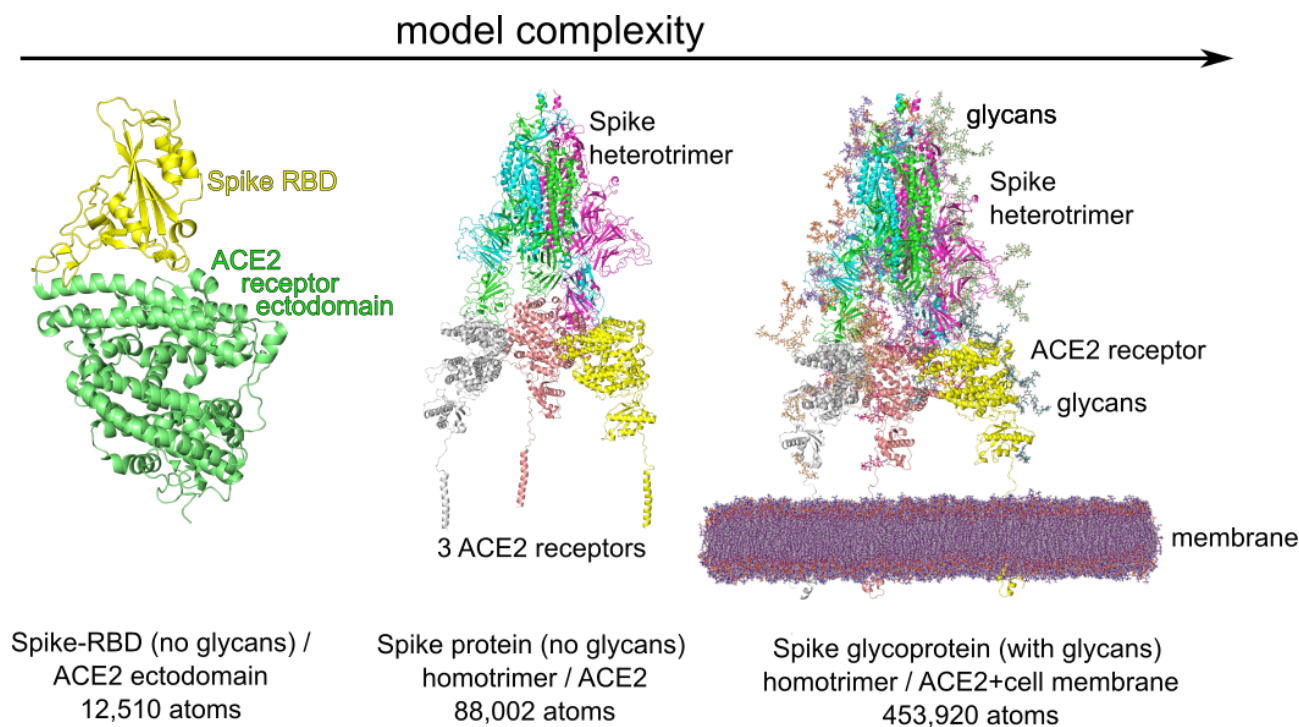 model complexity
Spike RBD
ACE2
receptor
ectodomain
Spike-RBD (no glycans) /
ACE2 ectodomain
12,510 atoms
Spike
heterotrimer
3 ACE2 receptors
Spike protein (no glycans)
homotrimer / ACE2
88,002 atoms
glycans
Spike
heterotrimer
ACE2 receptor
glycans
membrane
Spike glycoprotein (with glycans)
homotrimer / ACE2+cell membrane
453,920 atoms